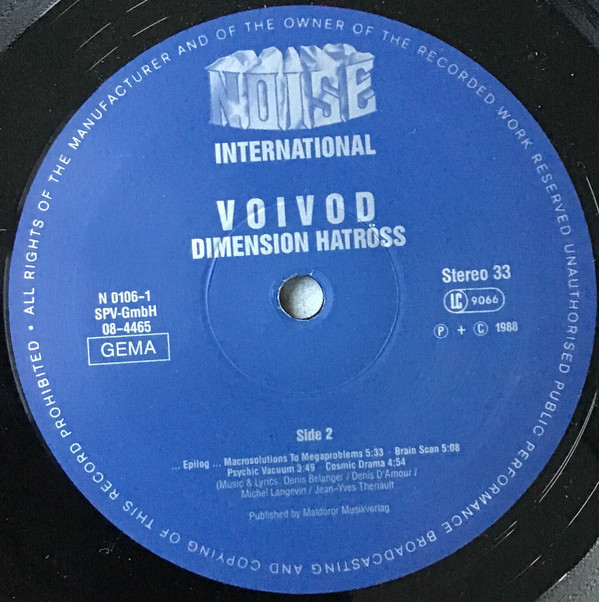 NOISE
INTERNATIONAL
VOIVOD
DIMENSION HATRÖSS
N 0106-1
SPV-GmbH
08-4465
GEMA
Stereo 33
LC 9066
Ⓟ + Ⓒ 1988
Side 2
... Epilog ... Macrosolutions To Megaproblems 5:33 · Brain Scan 5:08
Psychic Vacuum 3:49 · Cosmic Drama 4:54
(Music & Lyrics: Denis Belanger / Denis D'Amour /
Michel Langevin / Jean-Yves Theriault
Published by Maldoror Musikverlag
• ALL RIGHTS OF THE MANUFACTURER AND OF THE OWNER OF THE RECORDED WORK RESERVED UNAUTHORISED PUBLIC PERFORMANCE BROADCASTING AND COPYING OF THIS RECORD PROHIBITED